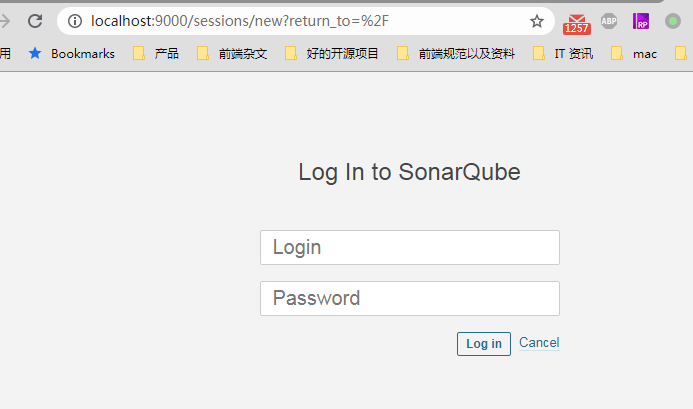 localhost:9000/sessions/new?return_to=%2F
1257
ABP
RP
用 Bookmarks 产品 前端杂文 好的开源项目 前端规范以及资料 IT 资讯 mac
Log In to SonarQube
Login
Password
Log in Cancel